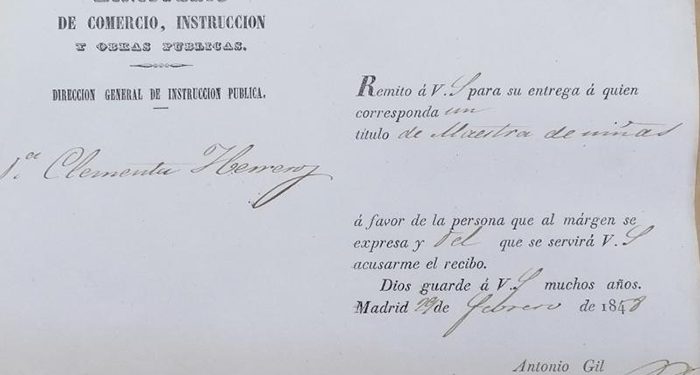 DE COMERCIO, INSTRUCCION
Y OBRAS PUBLICAS.
DIRECCION GENERAL DE INSTRUCCION PUBLICA.
D.ª Clementa Herrero
Remito á V.S para su entrega á quien
corresponda un
título de Maestra de niñas
á favor de la persona que al márgen se
expresa y del que se servirá V.S
acusarme el recibo.
Dios guarde á V.S muchos años.
Madrid 29 de febrero de 1848
Antonio Gil